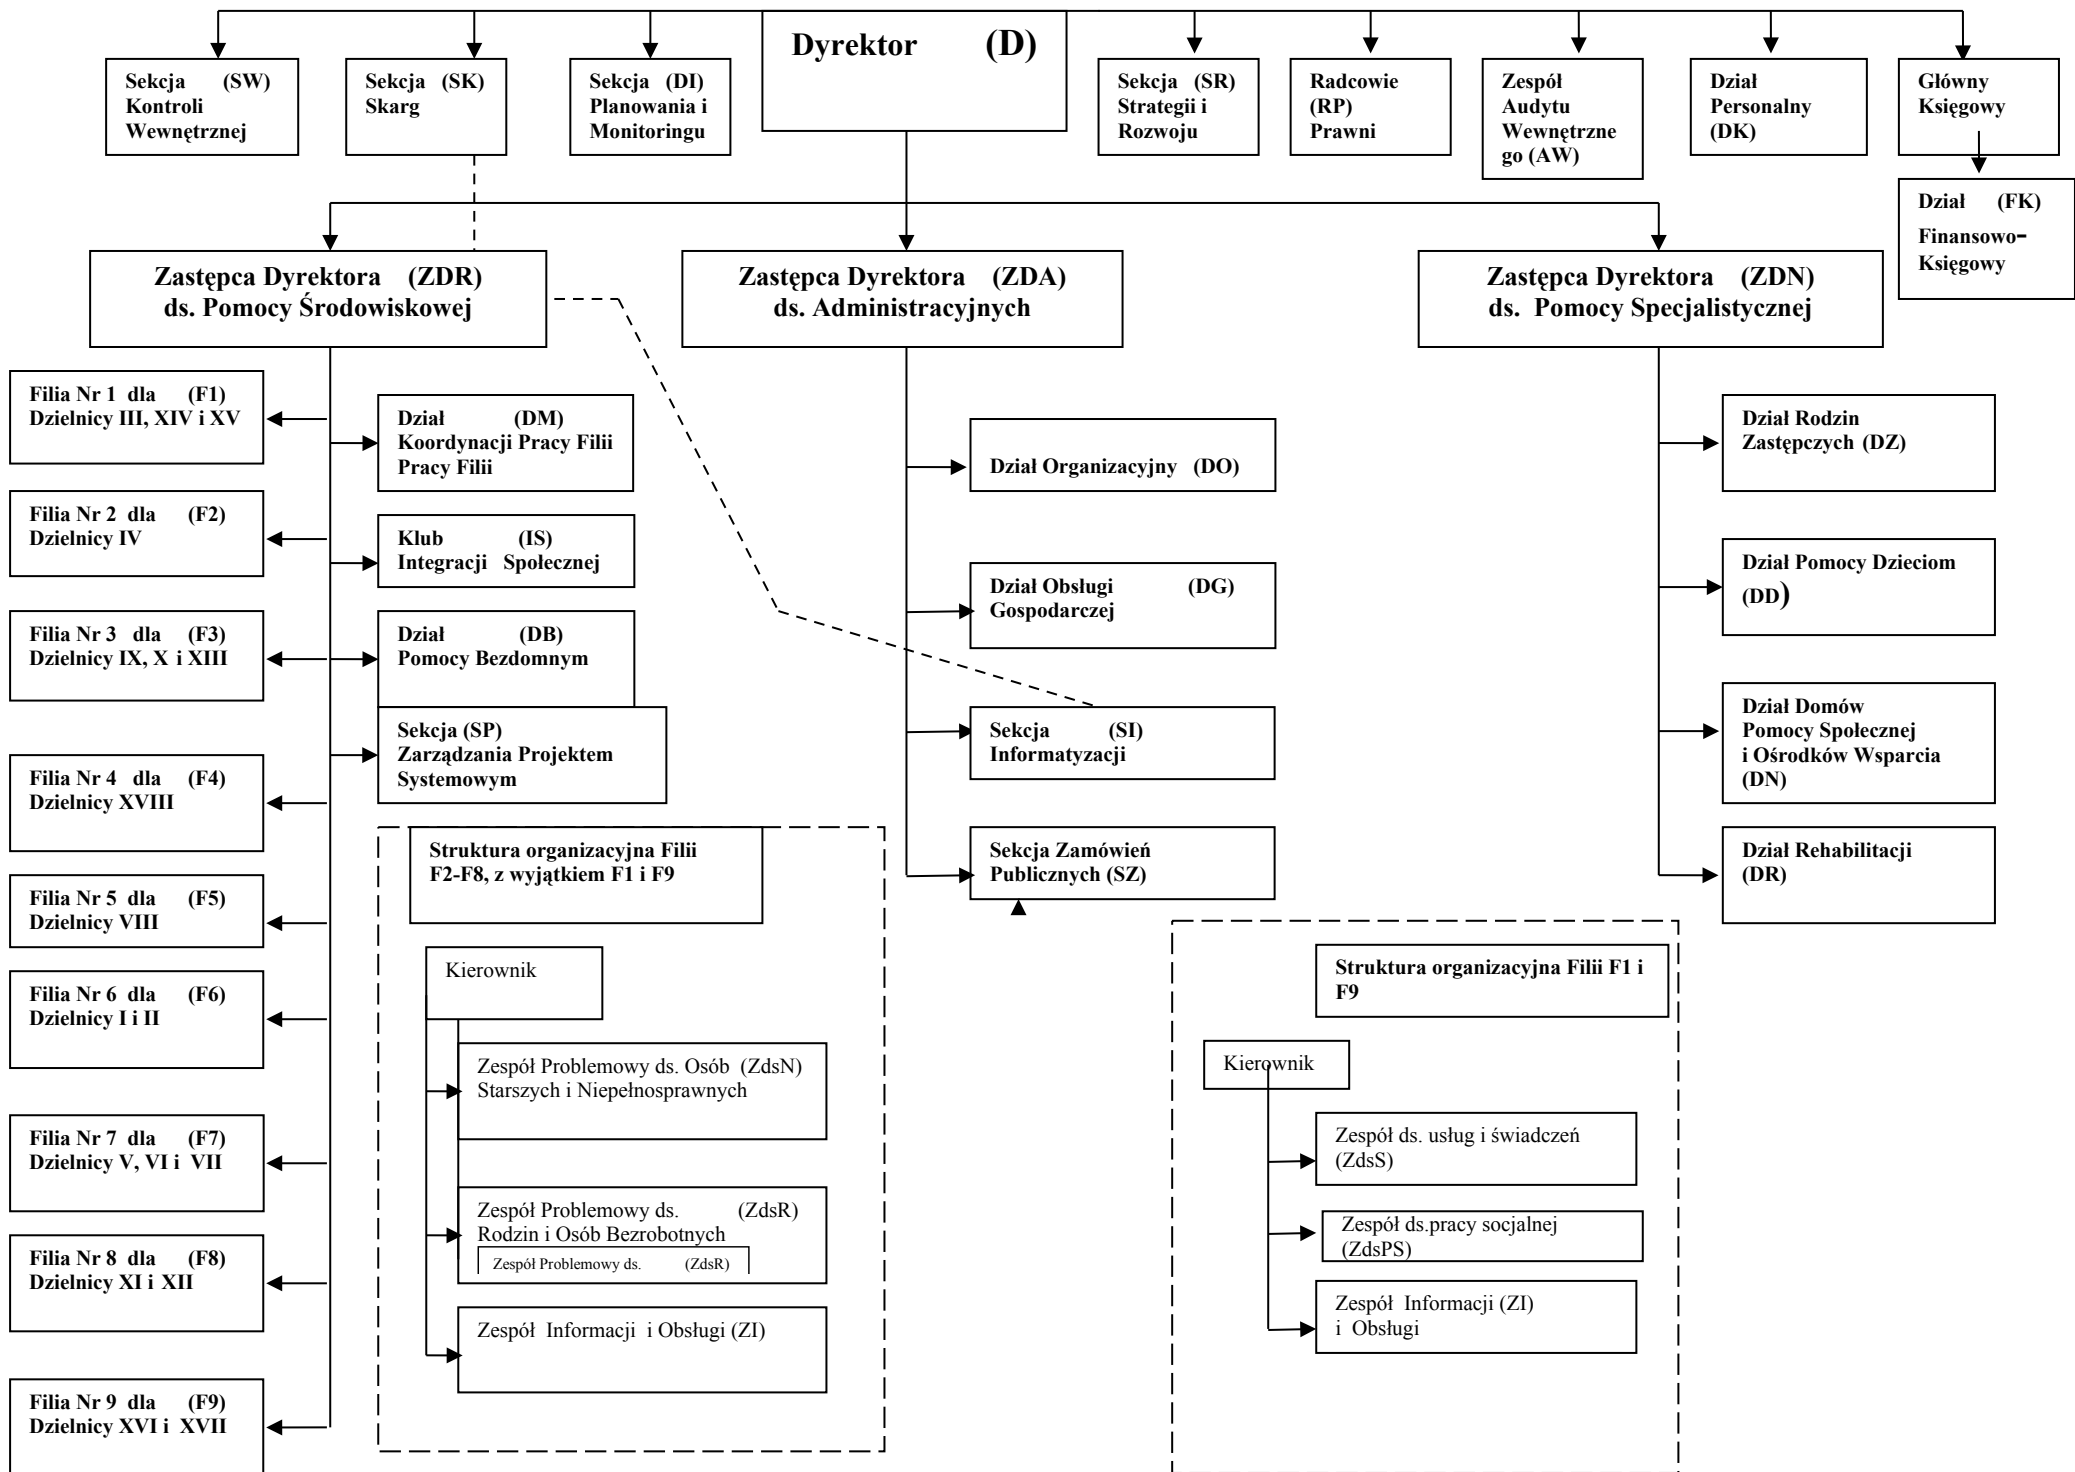 Dyrektor (D)
Sekcja (SW)
Kontroli
Wewnętrznej
Sekcja (SK)
Skarg
Sekcja (DI)
Planowania i
Monitoringu
Sekcja (SR)
Strategii i
Rozwoju
Radcowie
(RP)
Prawni
Zespół
Audytu
Wewnętrzne
go (AW)
Dział
Personalny
(DK)
Główny
Księgowy
Dział (FK)
Finansowo-
Księgowy
Zastępca Dyrektora (ZDR)
ds. Pomocy Środowiskowej
Zastępca Dyrektora (ZDA)
ds. Administracyjnych
Zastępca Dyrektora (ZDN)
ds. Pomocy Specjalistycznej
Filia Nr 1 dla (F1)
Dzielnicy III, XIV i XV
Filia Nr 2 dla (F2)
Dzielnicy IV
Filia Nr 3 dla (F3)
Dzielnicy IX, X i XIII
Filia Nr 4 dla (F4)
Dzielnicy XVIII
Filia Nr 5 dla (F5)
Dzielnicy VIII
Filia Nr 6 dla (F6)
Dzielnicy I i II
Filia Nr 7 dla (F7)
Dzielnicy V, VI i VII
Filia Nr 8 dla (F8)
Dzielnicy XI i XII
Filia Nr 9 dla (F9)
Dzielnicy XVI i XVII
Dział (DM)
Koordynacji Pracy Filii
Pracy Filii
Klub (IS)
Integracji Społecznej
Dział (DB)
Pomocy Bezdomnym
Sekcja (SP)
Zarządzania Projektem
Systemowym
Dział Organizacyjny (DO)
Dział Obsługi (DG)
Gospodarczej
Sekcja (SI)
Informatyzacji
Sekcja Zamówień
Publicznych (SZ)
Dział Rodzin
Zastępczych (DZ)
Dział Pomocy Dzieciom
(DD)
Dział Domów
Pomocy Społecznej
i Ośrodków Wsparcia
(DN)
Dział Rehabilitacji
(DR)
Struktura organizacyjna Filii
F2-F8, z wyjątkiem F1 i F9
Kierownik
Zespół Problemowy ds. Osób (ZdsN)
Starszych i Niepełnosprawnych
Zespół Problemowy ds. (ZdsR)
Rodzin i Osób Bezrobotnych
Zespół Problemowy ds. (ZdsR)
Zespół Informacji i Obsługi (ZI)
Struktura organizacyjna Filii F1 i
F9
Kierownik
Zespół ds. usług i świadczeń
(ZdsS)
Zespół ds.pracy socjalnej
(ZdsPS)
Zespół Informacji (ZI)
i Obsługi